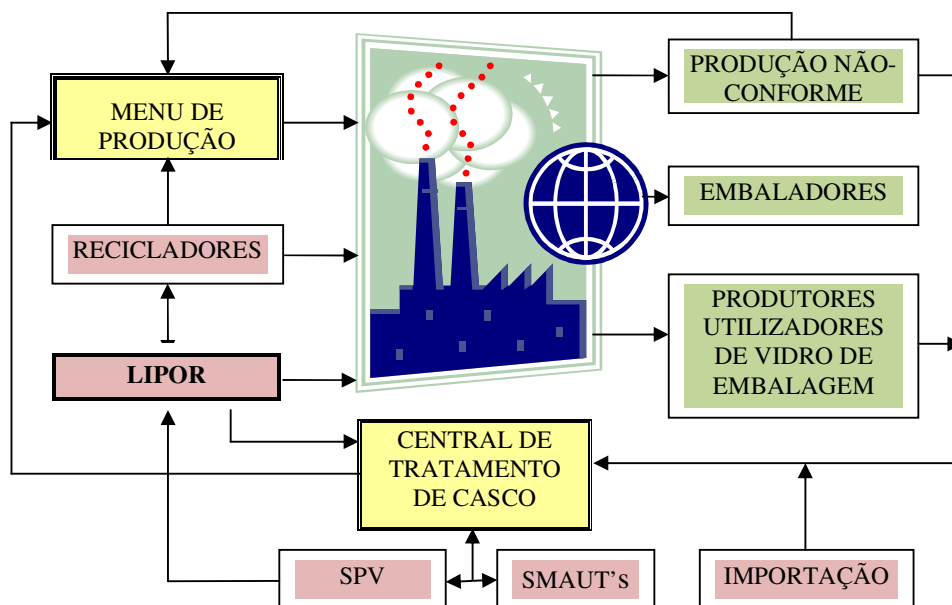 MENU DE
PRODUÇÃO
RECICLADORES
LIPOR
PRODUÇÃO NÃO-
CONFORME
EMBALADORES
PRODUTORES
UTILIZADORES
DE VIDRO DE
EMBALAGEM
CENTRAL DE
TRATAMENTO
DE CASCO
SPV
SMAUT's
IMPORTAÇÃO